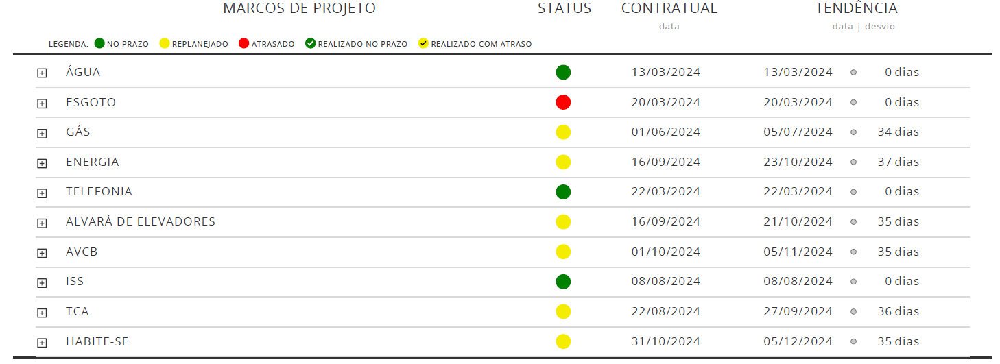 MARCOS DE PROJETO STATUS CONTRATUAL TENDÊNCIA
data data | desvio
LEGENDA: NO PRAZO REPLANEJADO ATRASADO REALIZADO NO PRAZO REALIZADO COM ATRASO
ÁGUA 13/03/2024 13/03/2024 0 dias
ESGOTO 20/03/2024 20/03/2024 0 dias
GÁS 01/06/2024 05/07/2024 34 dias
ENERGIA 16/09/2024 23/10/2024 37 dias
TELEFONIA 22/03/2024 22/03/2024 0 dias
ALVARÁ DE ELEVADORES 16/09/2024 21/10/2024 35 dias
AVCB 01/10/2024 05/11/2024 35 dias
ISS 08/08/2024 08/08/2024 0 dias
TCA 22/08/2024 27/09/2024 36 dias
HABITE-SE 31/10/2024 05/12/2024 35 dias